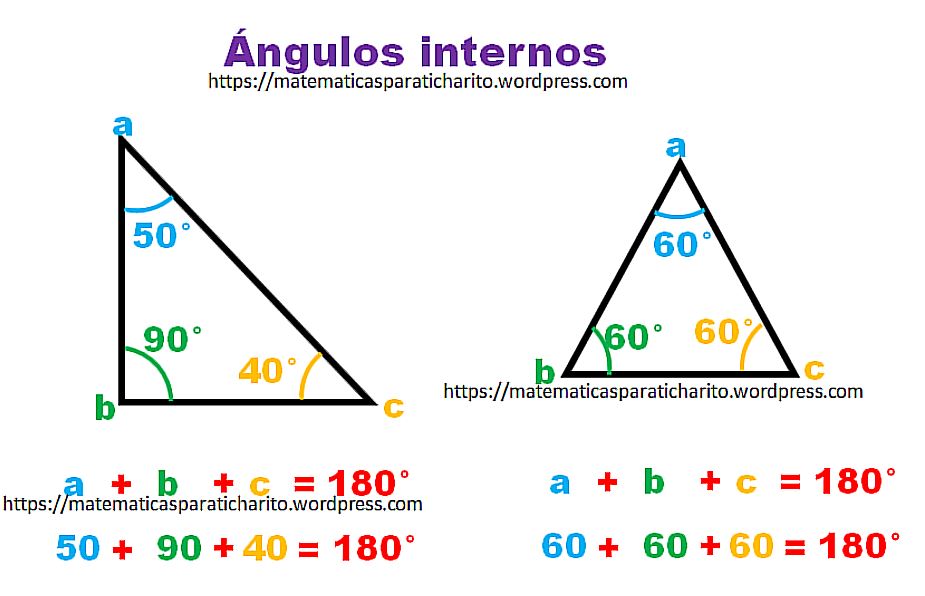 Ángulos internos
https://matematicasparaticharito.wordpress.com
a
50°
90°
40°
b
c
a
60°
60°
60°
b
c
https://matematicasparaticharito.wordpress.com
a + b + c = 180°
https://matematicasparaticharito.wordpress.com
50 + 90 + 40 = 180°
a + b + c = 180°
60 + 60 + 60 = 180°